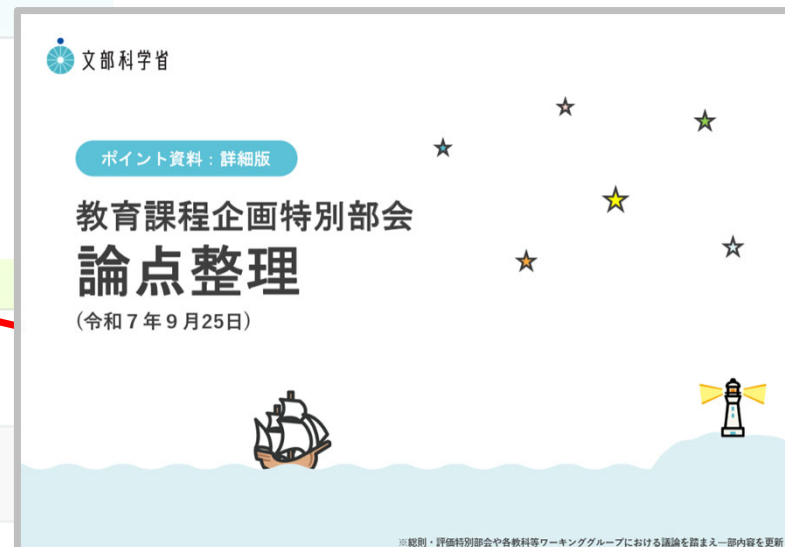 文部科学省
ポイント資料：詳細版
教育課程企画特別部会
論点整理
（令和７年９月25日）
※総則・評価特別部会や各教科等ワーキンググループにおける議論を踏まえ一部内容を更新